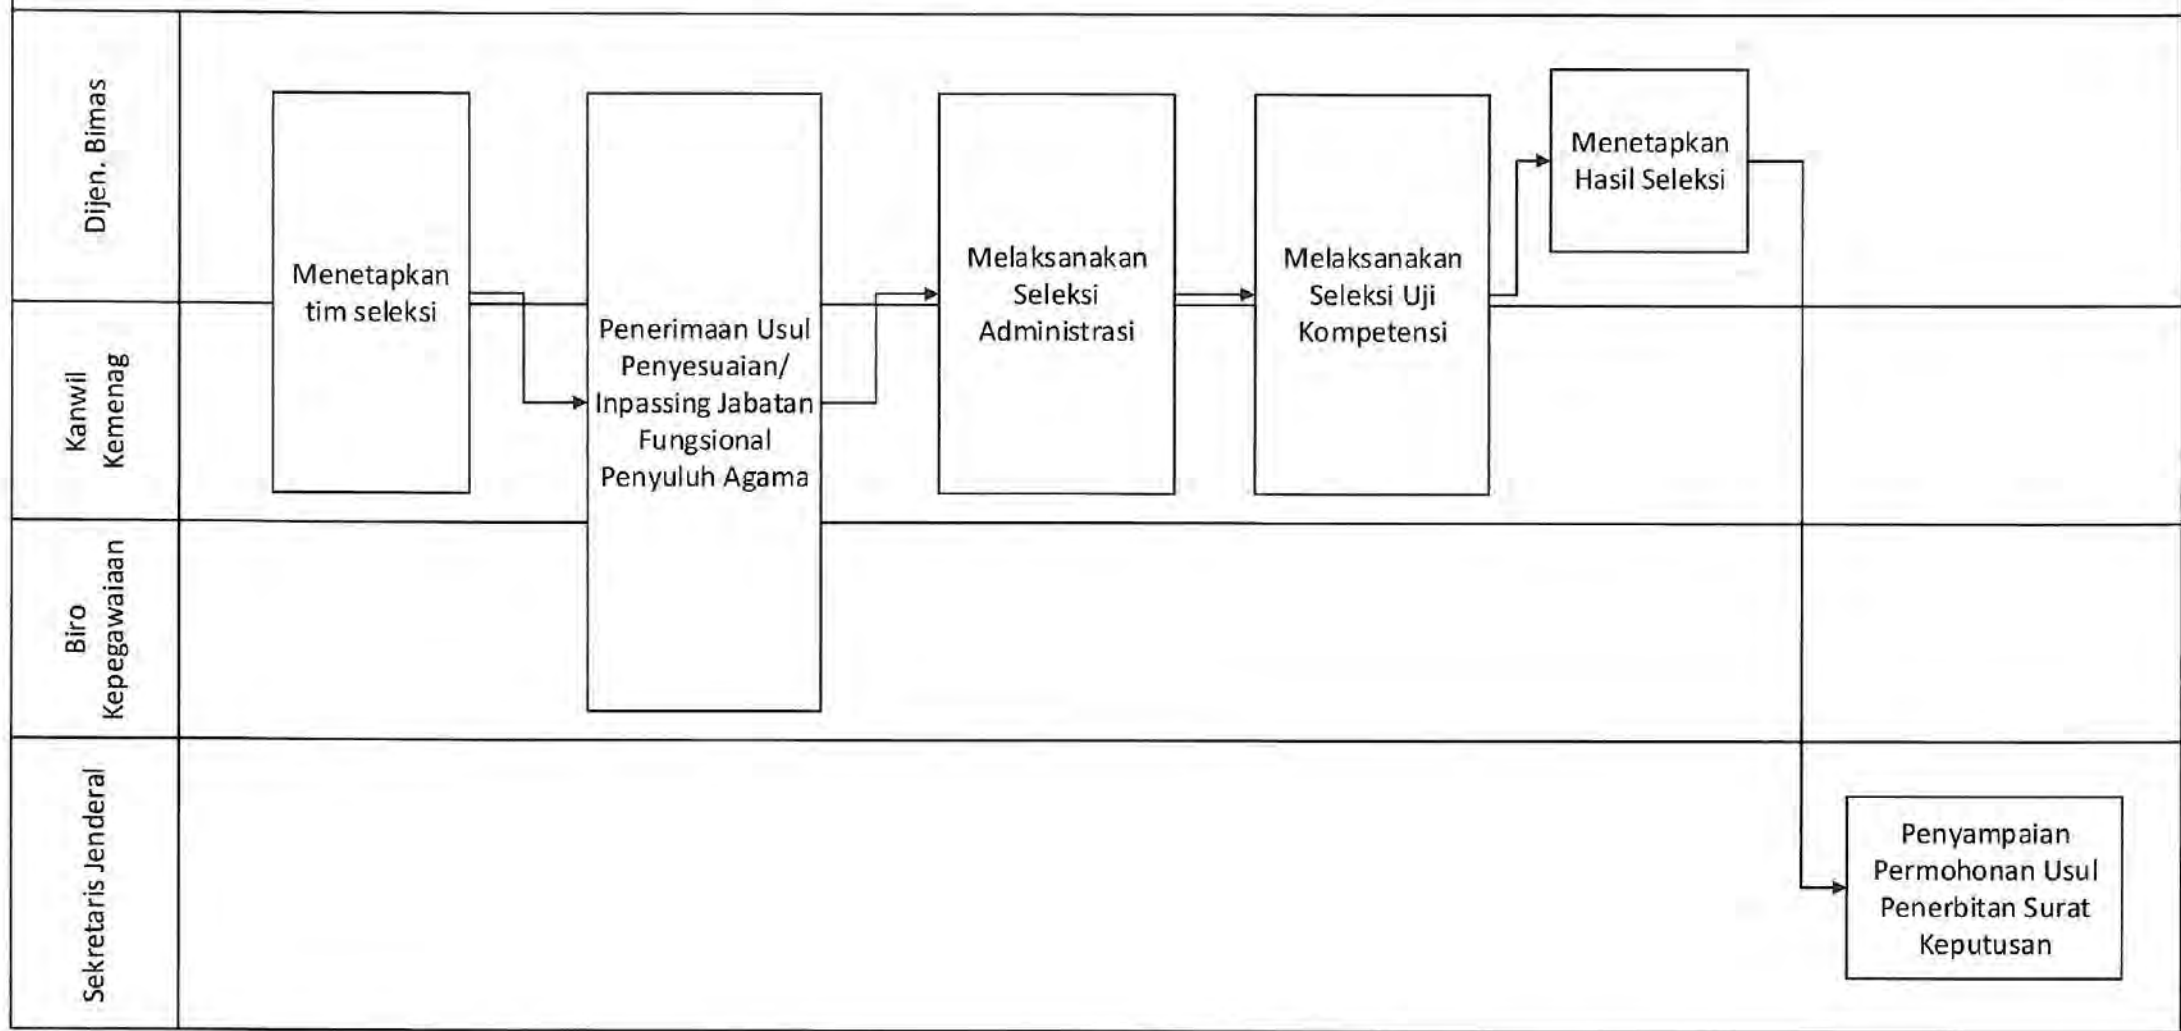 Dijen. Bimas
Menetapkan
tim seleksi
Penerimaan Usul
Penyesuaian/
Inpassing Jabatan
Fungsional
Penyuluh Agama
Melaksanakan
Seleksi
Administrasi
Melaksanakan
Seleksi Uji
Kompetensi
Menetapkan
Hasil Seleksi
Kanwil
Kemenag
Biro
Kepegawaiaan
Sekretaris Jenderal
Penyampaian
Permohonan Usul
Penerbitan Surat
Keputusan